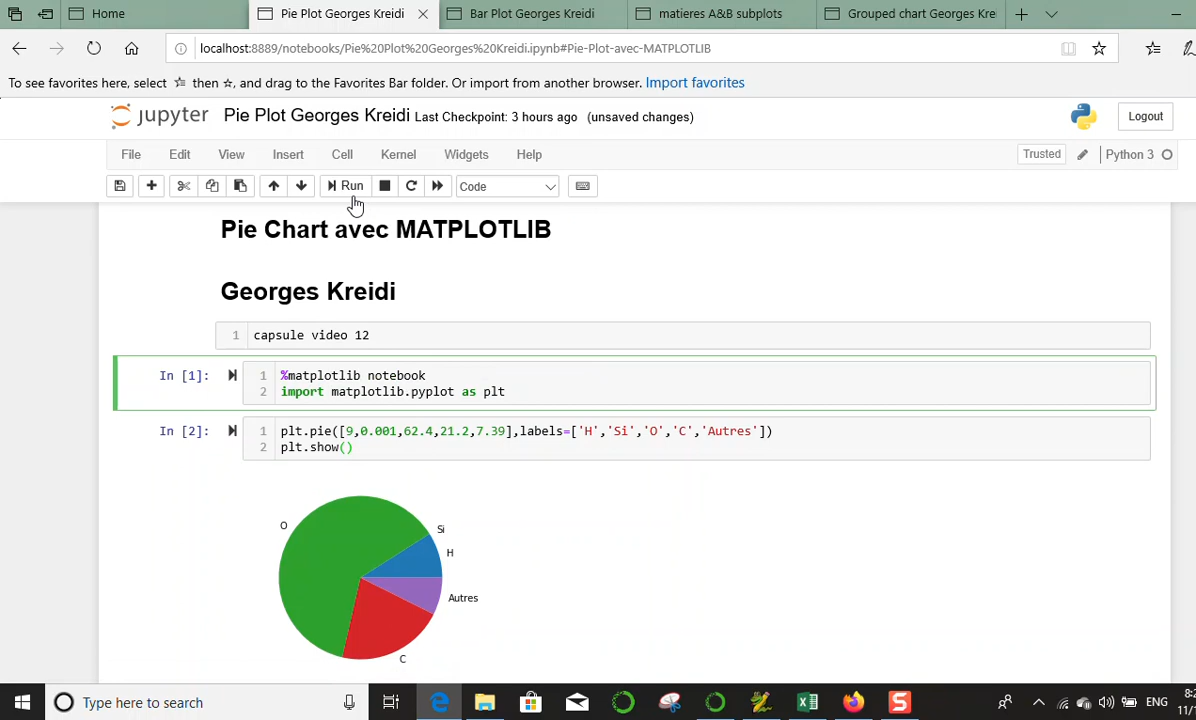 Home
Pie Plot Georges Kreidi
Bar Plot Georges Kreidi
matieres A&B subplots
Grouped chart Georges Kre
localhost:8889/notebooks/Pie%20Plot%20Georges%20Kreidi.ipynb#Pie-Plot-avec-MATPLOTLIB
To see favorites here, select ☆ then ☆, and drag to the Favorites Bar folder. Or import from another browser. Import favorites
jupyter Pie Plot Georges Kreidi Last Checkpoint: 3 hours ago (unsaved changes)
Logout
File Edit View Insert Cell Kernel Widgets Help
Trusted
Python 3
Run
Code
Pie Chart avec MATPLOTLIB
Georges Kreidi
1 capsule video 12
In [1]:
1 %matplotlib notebook
2 import matplotlib.pyplot as plt
In [2]:
1 plt.pie([9,0.001,62.4,21.2,7.39],labels=['H','Si','O','C','Autres'])
2 plt.show()
O
Si
H
Autres
C
Type here to search
ENG
8:2
11/1